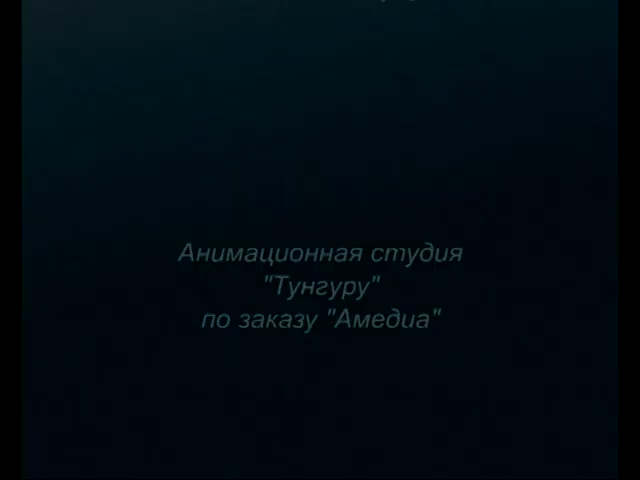 Анимационная студия
"Тунгуру"
по заказу "Амедиа"